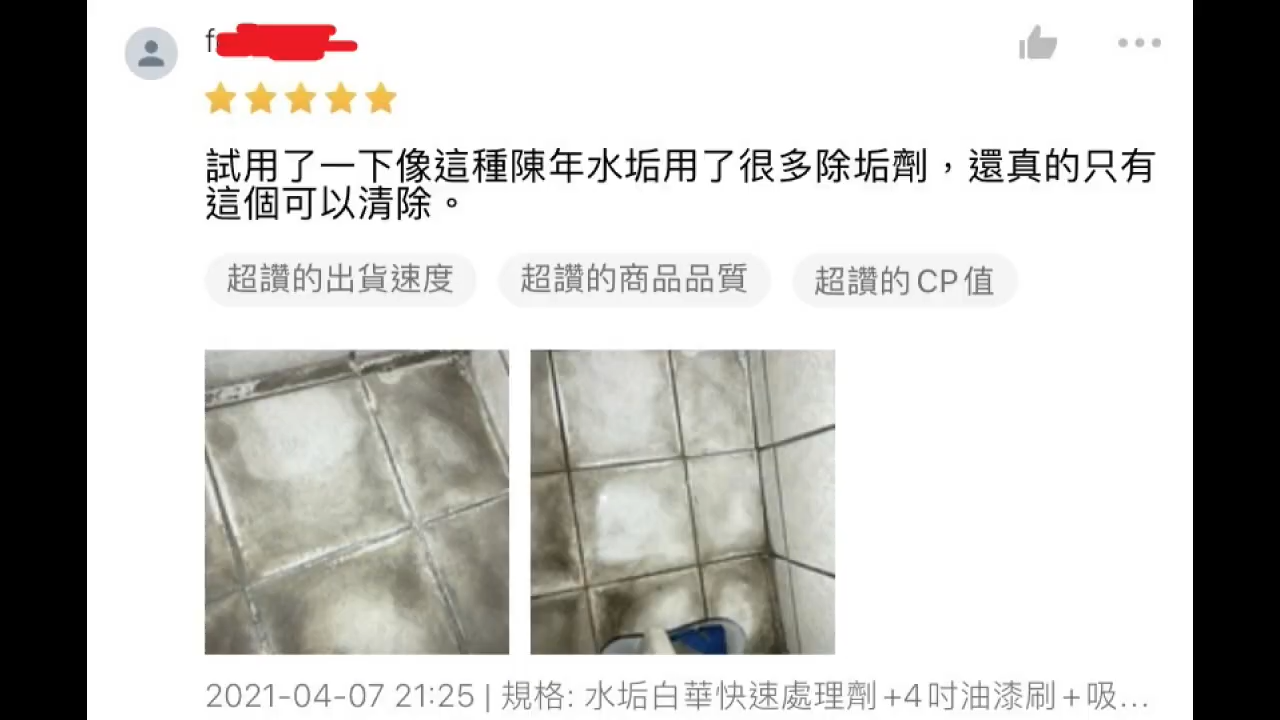 f
試用了一下像這種陳年水垢用了很多除垢劑，還真的只有
這個可以清除。
超讚的出貨速度
超讚的商品品質
超讚的CP值
2021-04-07 21:25 | 規格: 水垢白華快速處理劑+4吋油漆刷+吸...